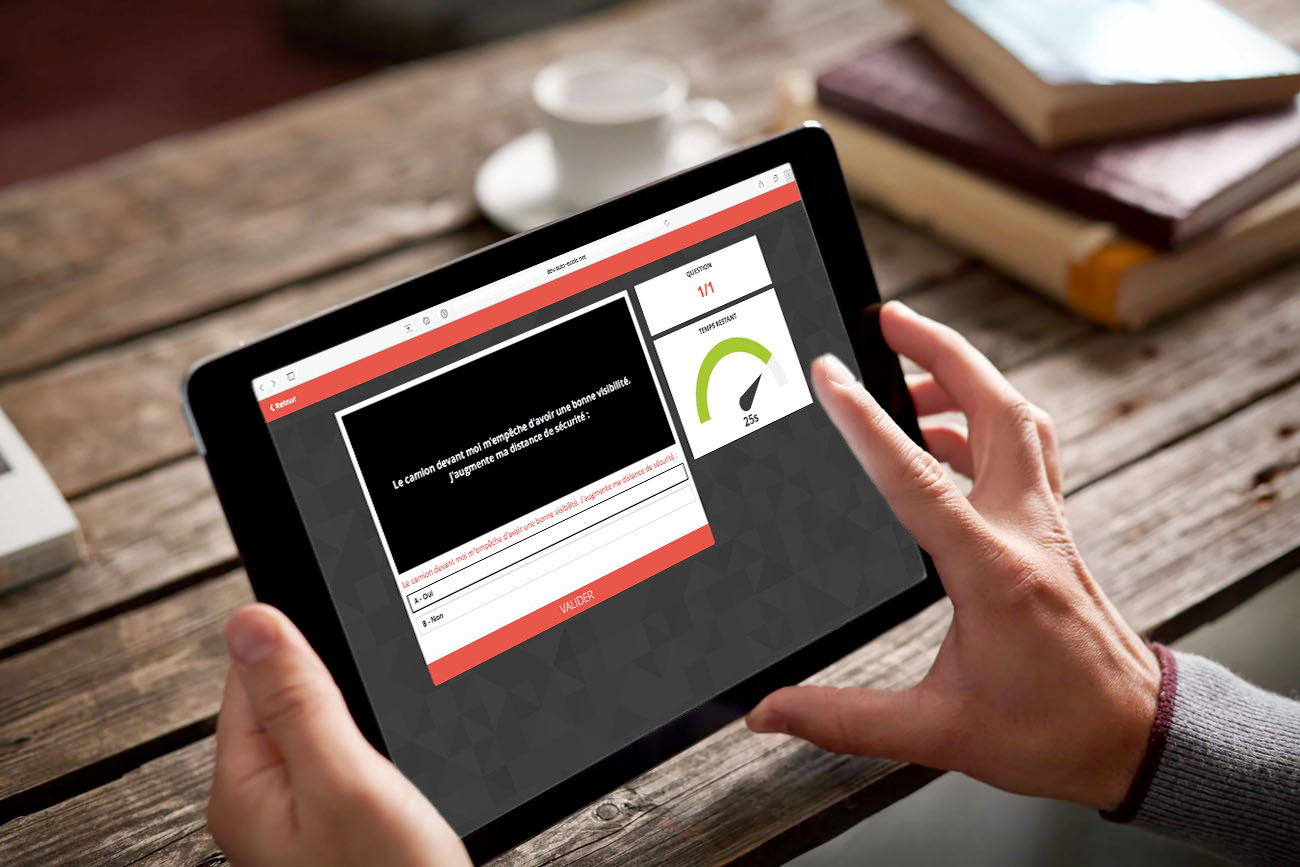 dev.auto-ecole.net
Retour
Le camion devant moi m'empêche d'avoir une bonne visibilité.
J'augmente ma distance de sécurité :
Le camion devant moi m'empêche d'avoir une bonne visibilité. J'augmente ma distance de sécurité :
A - Oui
B - Non
VALIDER
QUESTION
1/1
TEMPS RESTANT
25s